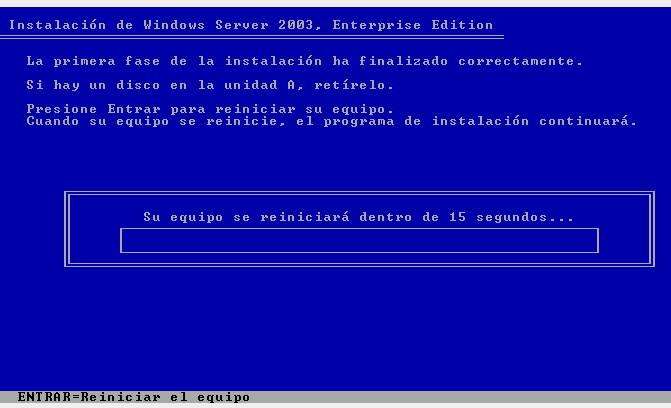 Instalación de Windows Server 2003, Enterprise Edition
La primera fase de la instalación ha finalizado correctamente.
Si hay un disco en la unidad A, retírelo.
Presione Entrar para reiniciar su equipo.
Cuando su equipo se reinicie, el programa de instalación continuará.
Su equipo se reiniciará dentro de 15 segundos...
ENTRAR=Reiniciar el equipo